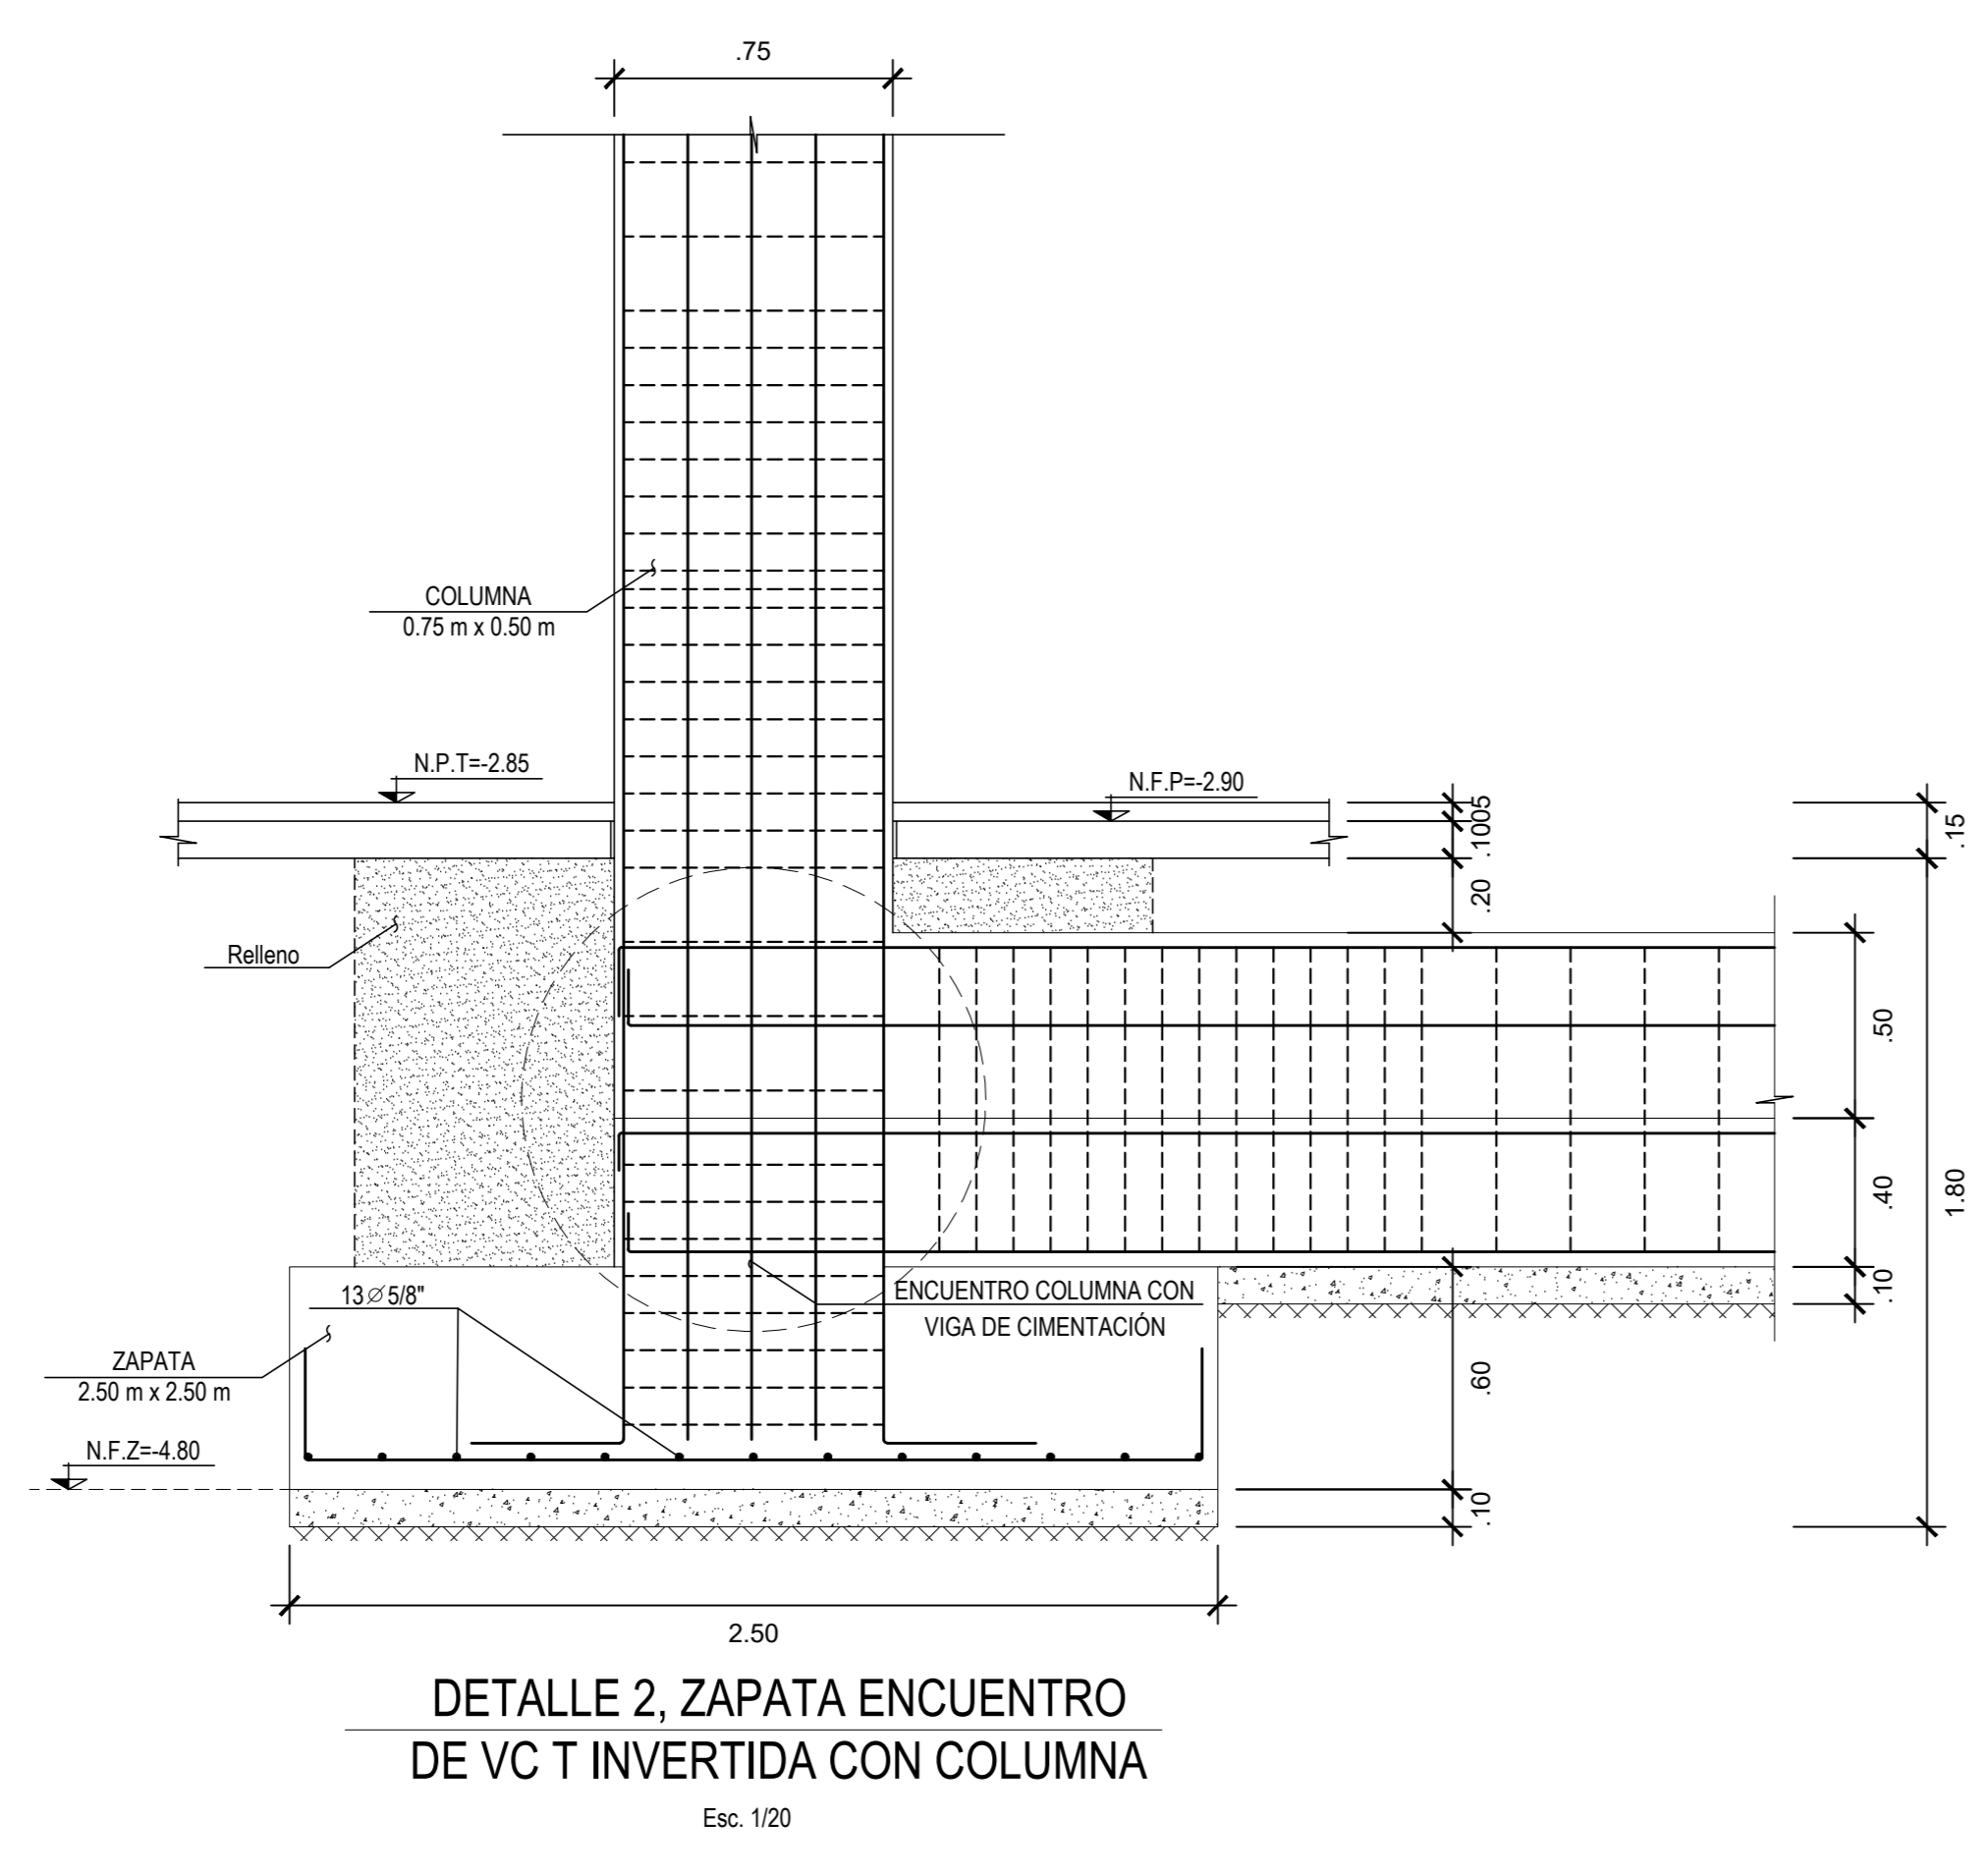 .75
COLUMNA
0.75 m x 0.50 m
N.P.T=-2.85
N.F.P=-2.90
.05
.10
.15
.20
Relleno
.50
.40
1.80
.10
13∅ 5/8"
ENCUENTRO COLUMNA CON
VIGA DE CIMENTACIÓN
ZAPATA
2.50 m x 2.50 m
.60
N.F.Z=-4.80
.10
2.50
DETALLE 2, ZAPATA ENCUENTRO
DE VC T INVERTIDA CON COLUMNA
Esc. 1/20